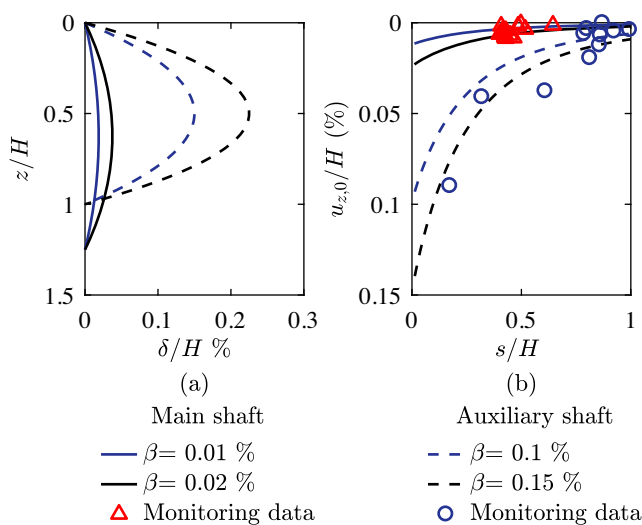 0
0.5
1
1.5
z/H
0 0.1 0.2 0.3
δ/H %
(a)
0
0.05
0.1
0.15
u_{z,0}/H (%)
0 0.5 1
s/H
(b)
Main shaft
β= 0.01 %
β= 0.02 %
Monitoring data
Auxiliary shaft
β= 0.1 %
β= 0.15 %
Monitoring data